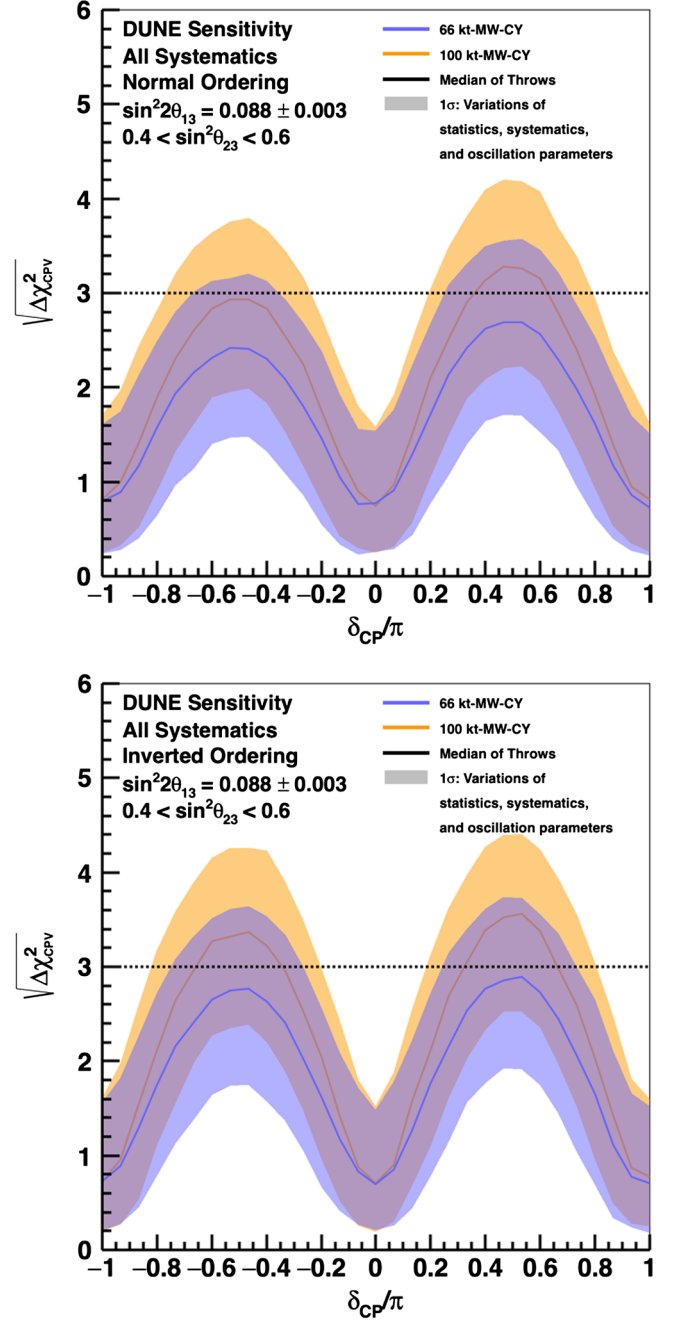 DUNE Sensitivity
All Systematics
Normal Ordering
sin²2θ₁₃ = 0.088 ± 0.003
0.4 < sin²θ₂₃ < 0.6
66 kt-MW-CY
100 kt-MW-CY
Median of Throws
1σ: Variations of
statistics, systematics,
and oscillation parameters
√Δχ²CPV
6
5
4
3
2
1
0
−1 −0.8 −0.6 −0.4 −0.2 0 0.2 0.4 0.6 0.8 1
δCP/π
DUNE Sensitivity
All Systematics
Inverted Ordering
sin²2θ₁₃ = 0.088 ± 0.003
0.4 < sin²θ₂₃ < 0.6
66 kt-MW-CY
100 kt-MW-CY
Median of Throws
1σ: Variations of
statistics, systematics,
and oscillation parameters
√Δχ²CPV
6
5
4
3
2
1
0
−1 −0.8 −0.6 −0.4 −0.2 0 0.2 0.4 0.6 0.8 1
δCP/π